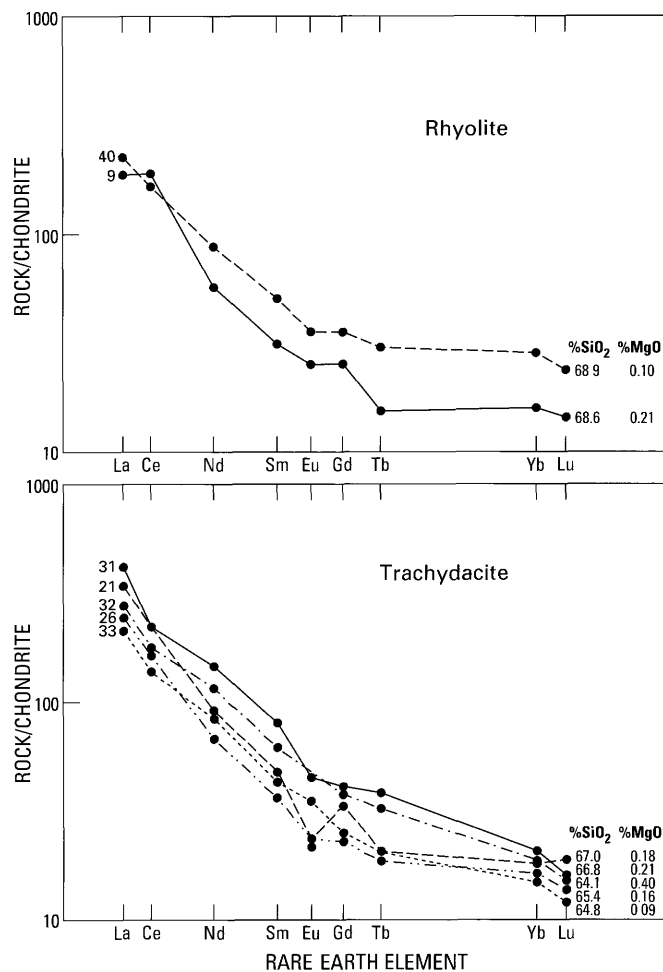 1000
Rhyolite
ROCK/CHONDRITE
40
9
100
%SiO2 %MgO
68 9 0.10
68.6 0.21
10
La Ce Nd Sm Eu Gd Tb Yb Lu
1000
Trachydacite
ROCK/CHONDRITE
31
21
32
26
33
100
%SiO2 %MgO
67.0 0.18
66.8 0.21
64.1 0.40
65.4 0.16
64.8 0 09
10
La Ce Nd Sm Eu Gd Tb Yb Lu
RARE EARTH ELEMENT